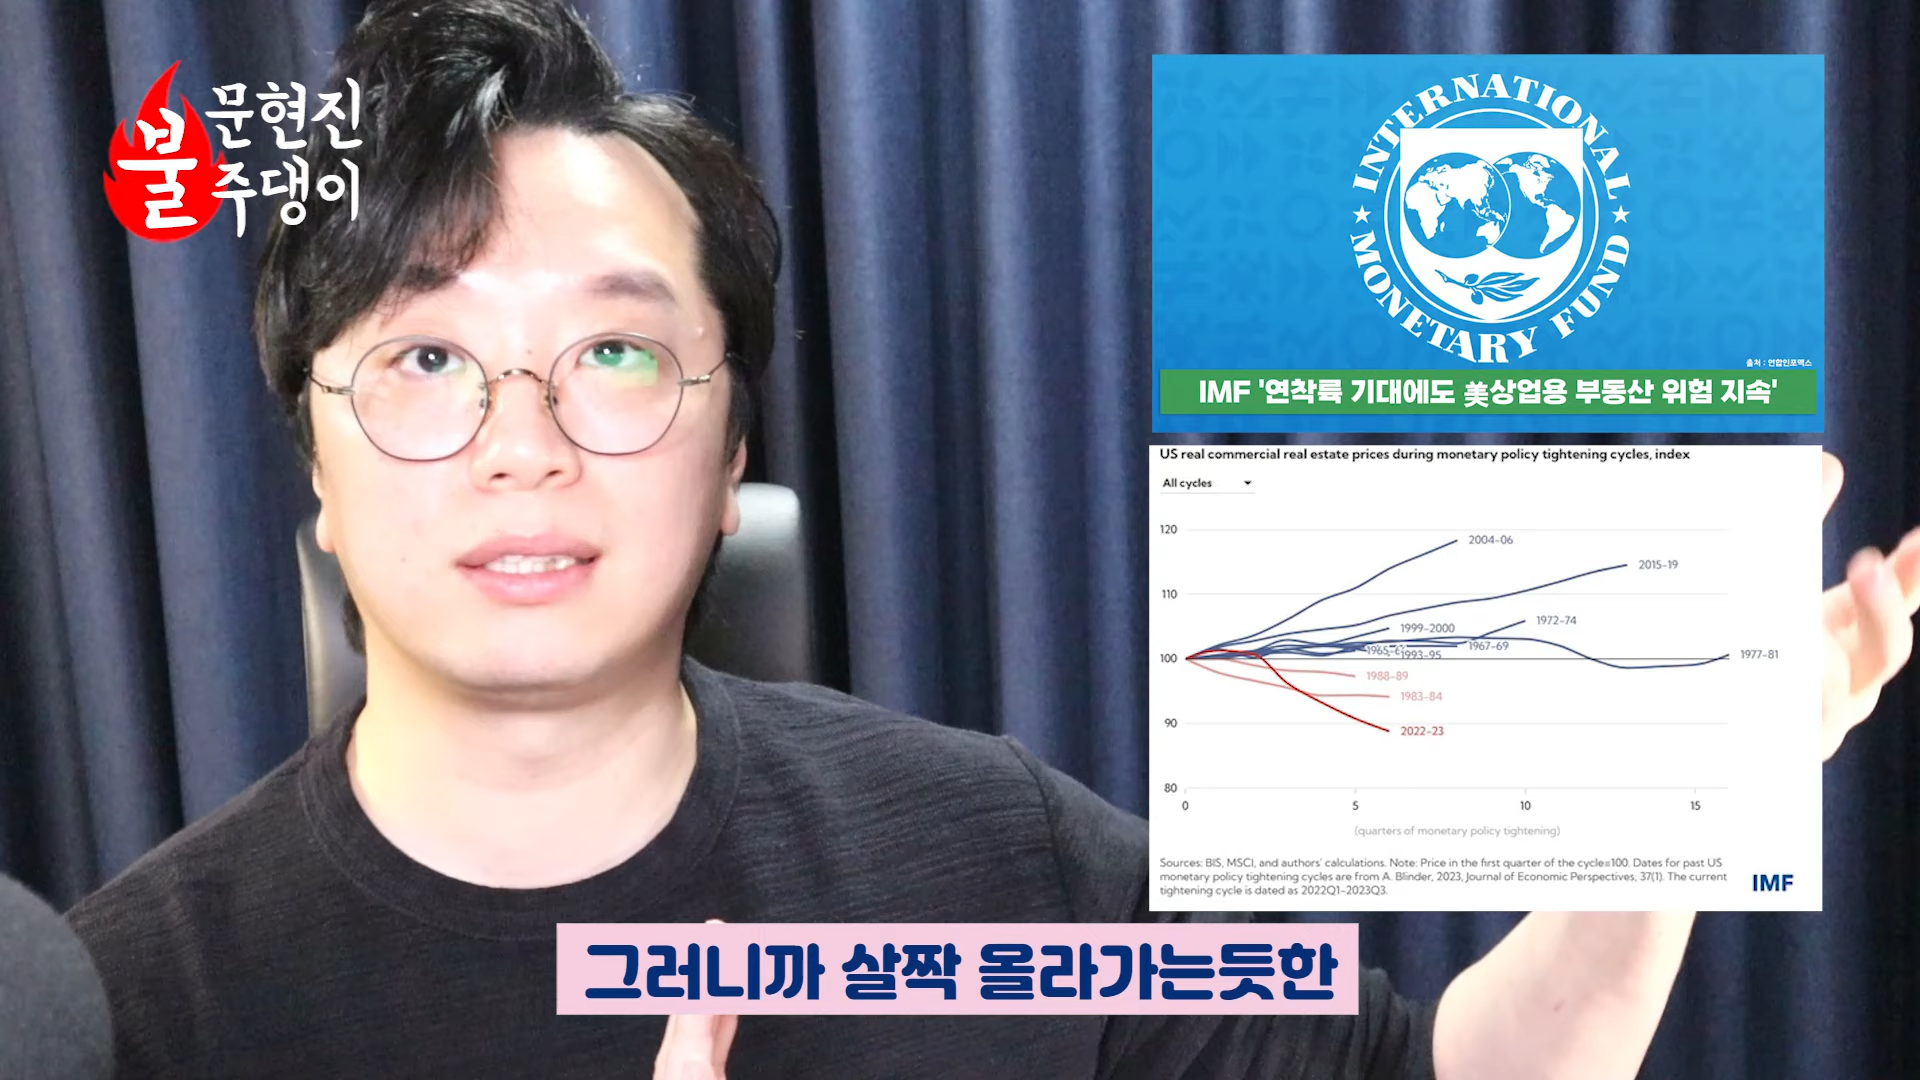 문현진
불
주댕이
INTERNATIONAL
MONETARY FUND
출처 : 연합인포맥스
IMF '연착륙 기대에도 美상업용 부동산 위험 지속'
US real commercial real estate prices during monetary policy tightening cycles, index
All cycles
120
110
100
90
80
0
5
10
15
2004-06
2015-19
1972-74
1999-2000
1967-69
1993-95
1977-81
1988-89
1983-84
2022-23
(quarters of monetary policy tightening)
Sources: BIS, MSCI, and authors' calculations. Note: Price in the first quarter of the cycle=100. Dates for past US
monetary policy tightening cycles are from A. Blinder, 2023, Journal of Economic Perspectives, 37(1). The current
tightening cycle is dated as 2022Q1-2023Q3.
IMF
그러니까 살짝 올라가는듯한